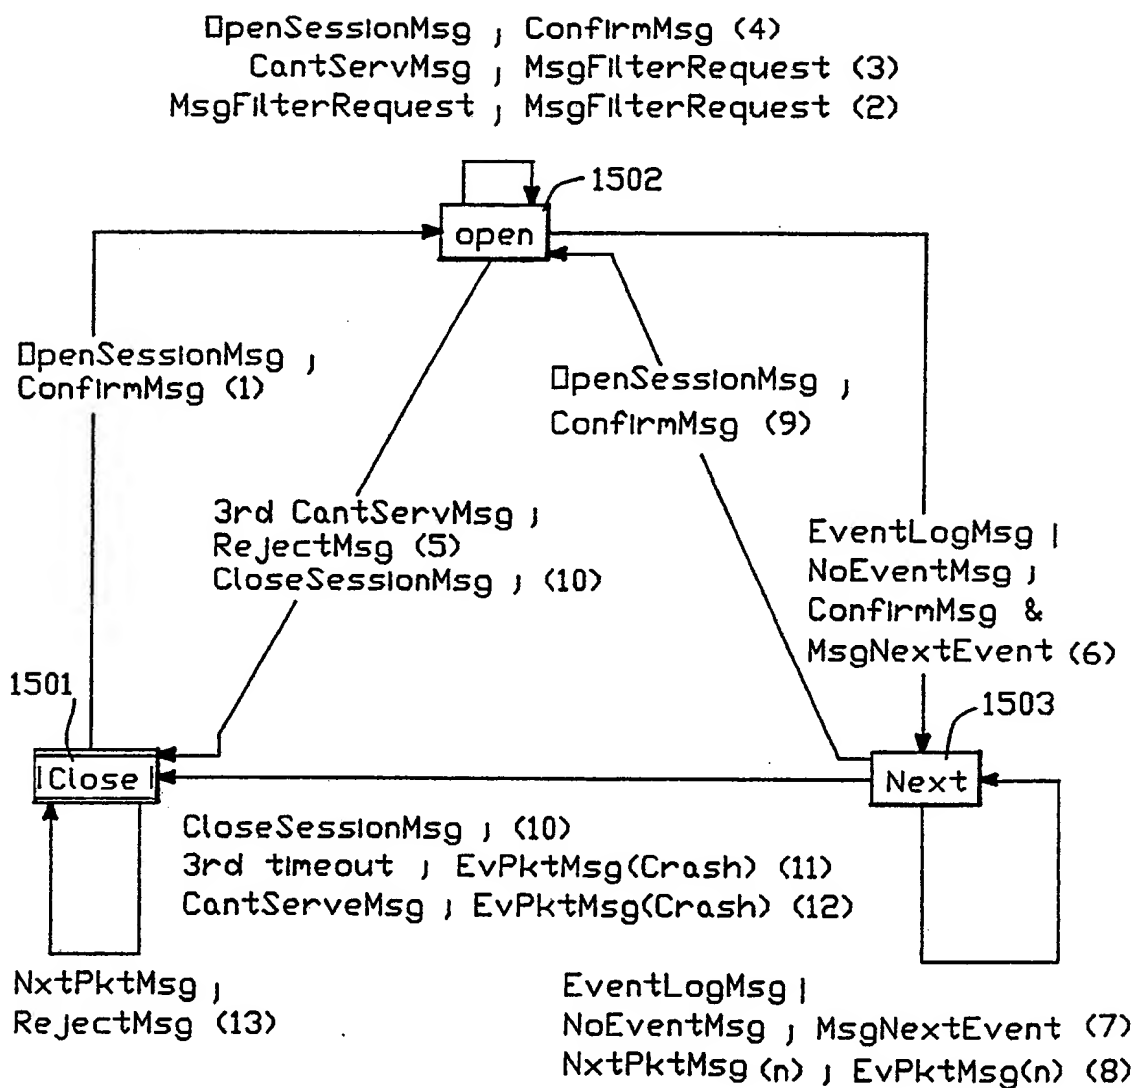 OpenSessionMsg ; ConfirmMsg (4)
CantServMsg ; MsgFilterRequest (3)
MsgFilterRequest ; MsgFilterRequest (2)
1502
open
OpenSessionMsg ;
ConfirmMsg (1)
OpenSessionMsg ;
ConfirmMsg (9)
3rd CantServMsg ;
RejectMsg (5)
CloseSessionMsg ; (10)
EventLogMsg |
NoEventMsg ;
ConfirmMsg &
MsgNextEvent (6)
1501
1503
Close
Next
CloseSessionMsg ; (10)
3rd timeout ; EvPktMsg(Crash) (11)
CantServeMsg ; EvPktMsg(Crash) (12)
NxtPktMsg ;
RejectMsg (13)
EventLogMsg |
NoEventMsg ; MsgNextEvent (7)
NxtPktMsg (n) ; EvPktMsg(n) (8)